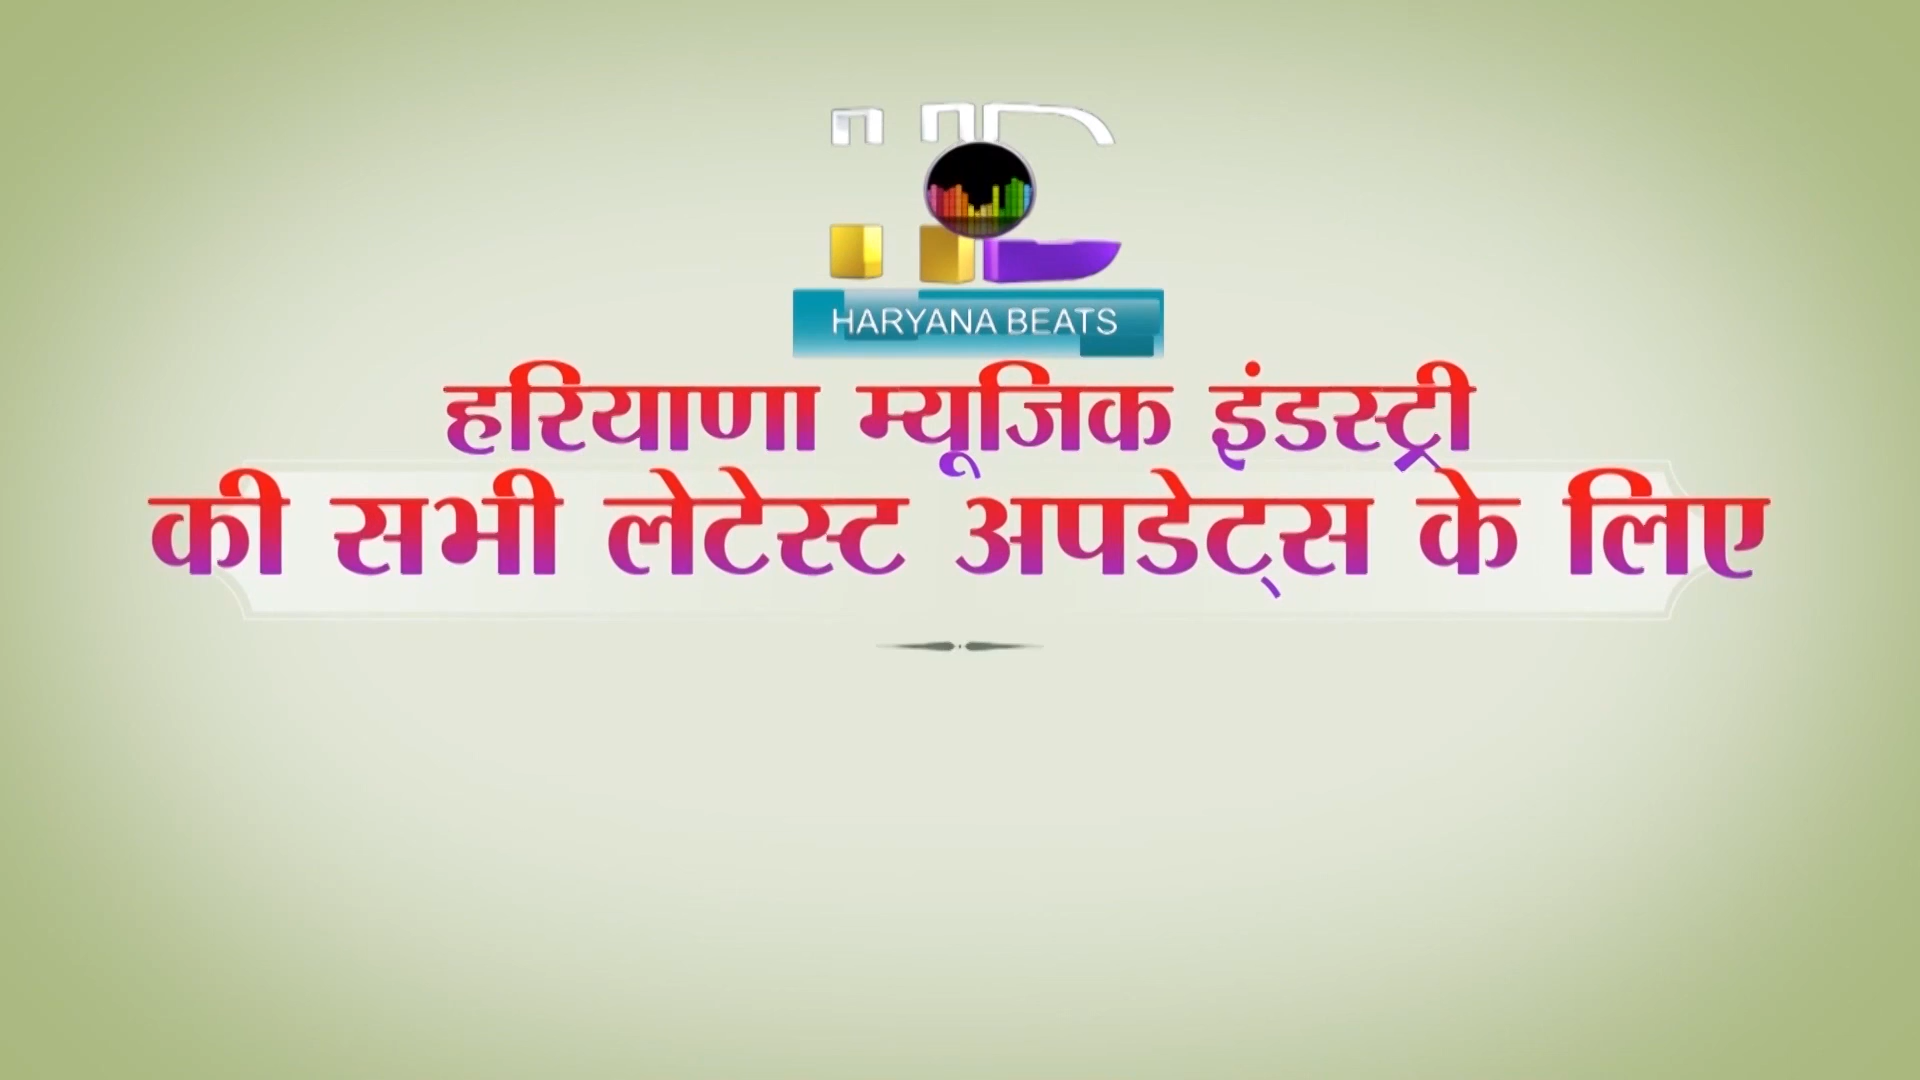 HARYANA BEATS
हरियाणा म्यूजिक इंडस्ट्री
की सभी लेटेस्ट अपडेट्स के लिए